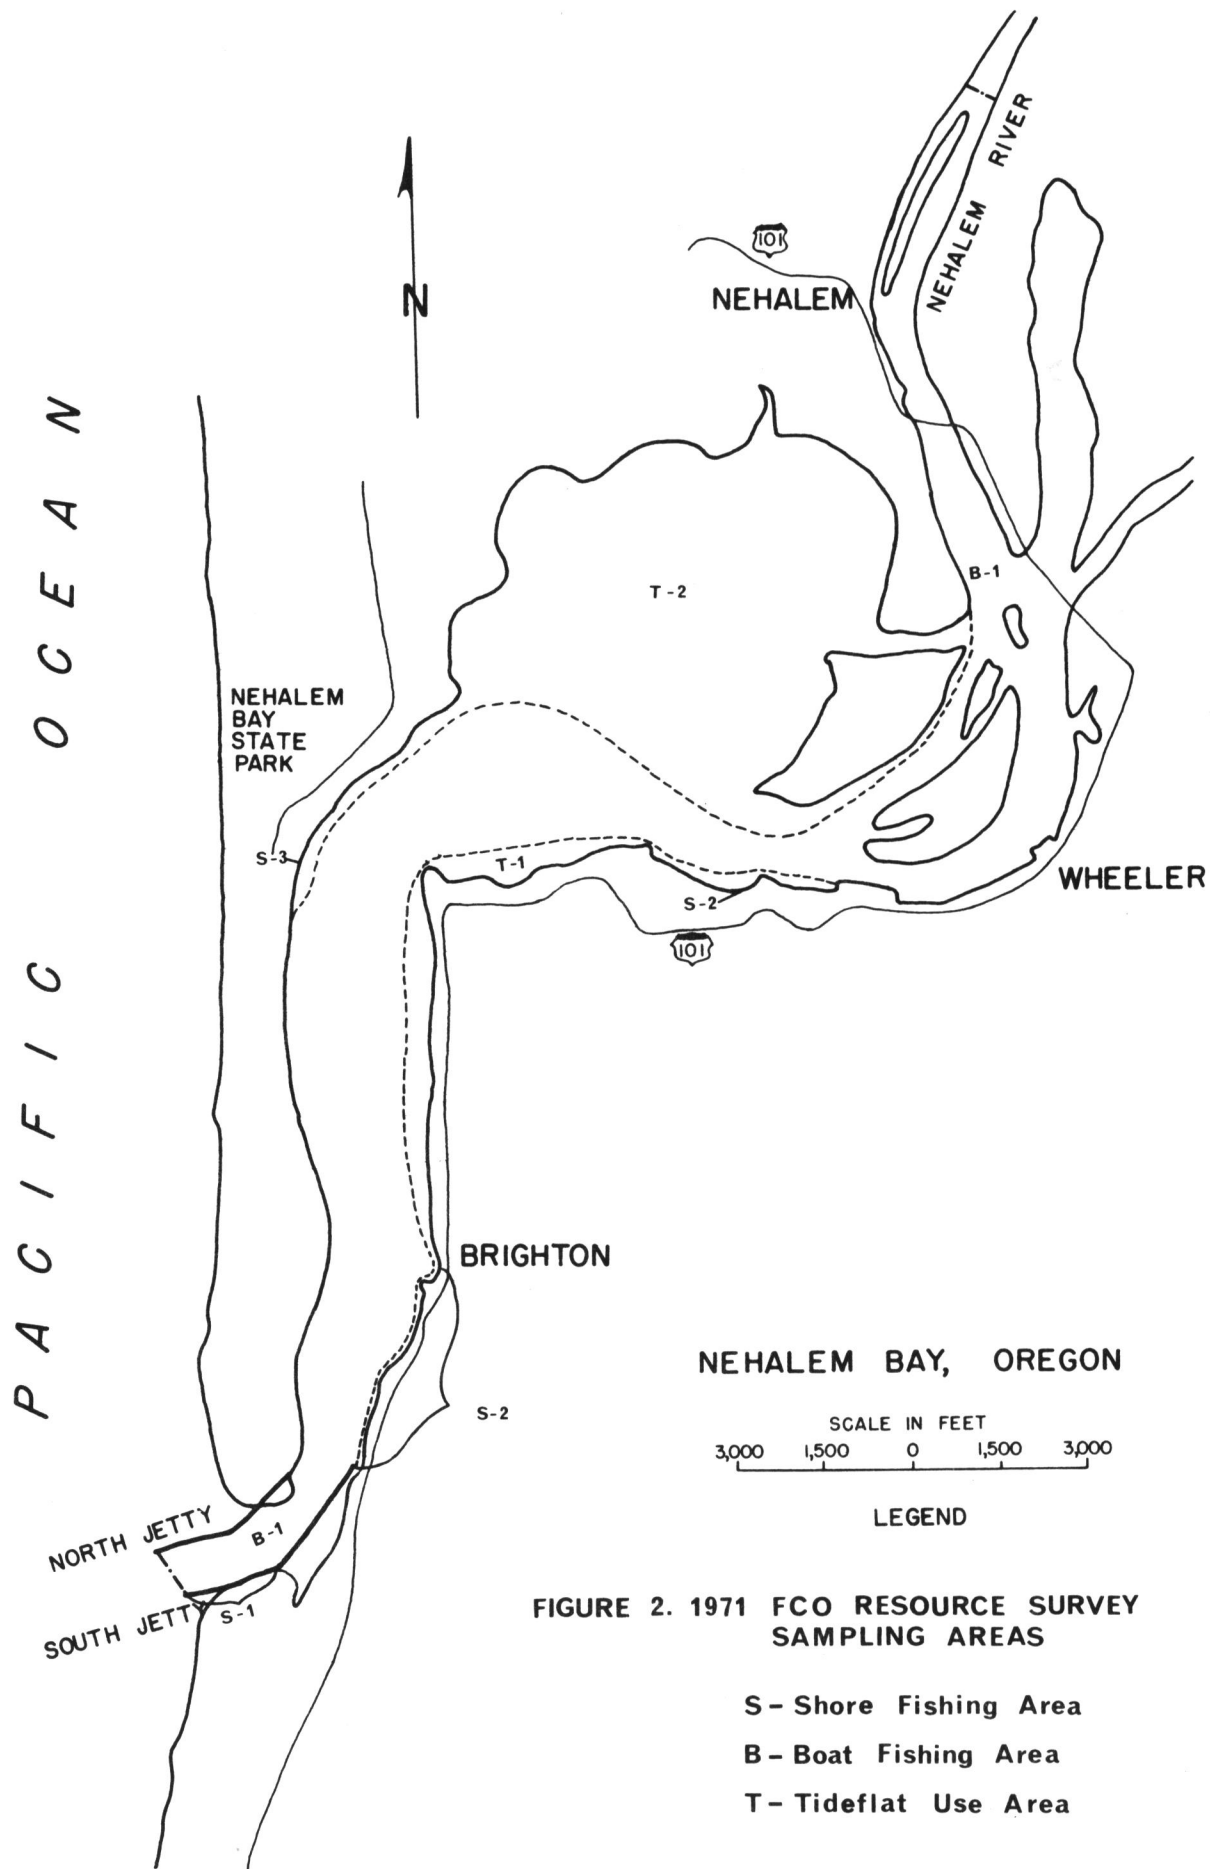 NEHALEM RIVER
101
NEHALEM
N
PACIFIC OCEAN
B-1
T-2
NEHALEM
BAY
STATE
PARK
S-3
T-1
S-2
WHEELER
101
BRIGHTON
S-2
NORTH JETTY
B-1
SOUTH JETTY
S-1
NEHALEM BAY, OREGON
SCALE IN FEET
3,000 1,500 0 1,500 3,000
LEGEND
FIGURE 2. 1971 FCO RESOURCE SURVEY
SAMPLING AREAS
S – Shore Fishing Area
B – Boat Fishing Area
T – Tideflat Use Area